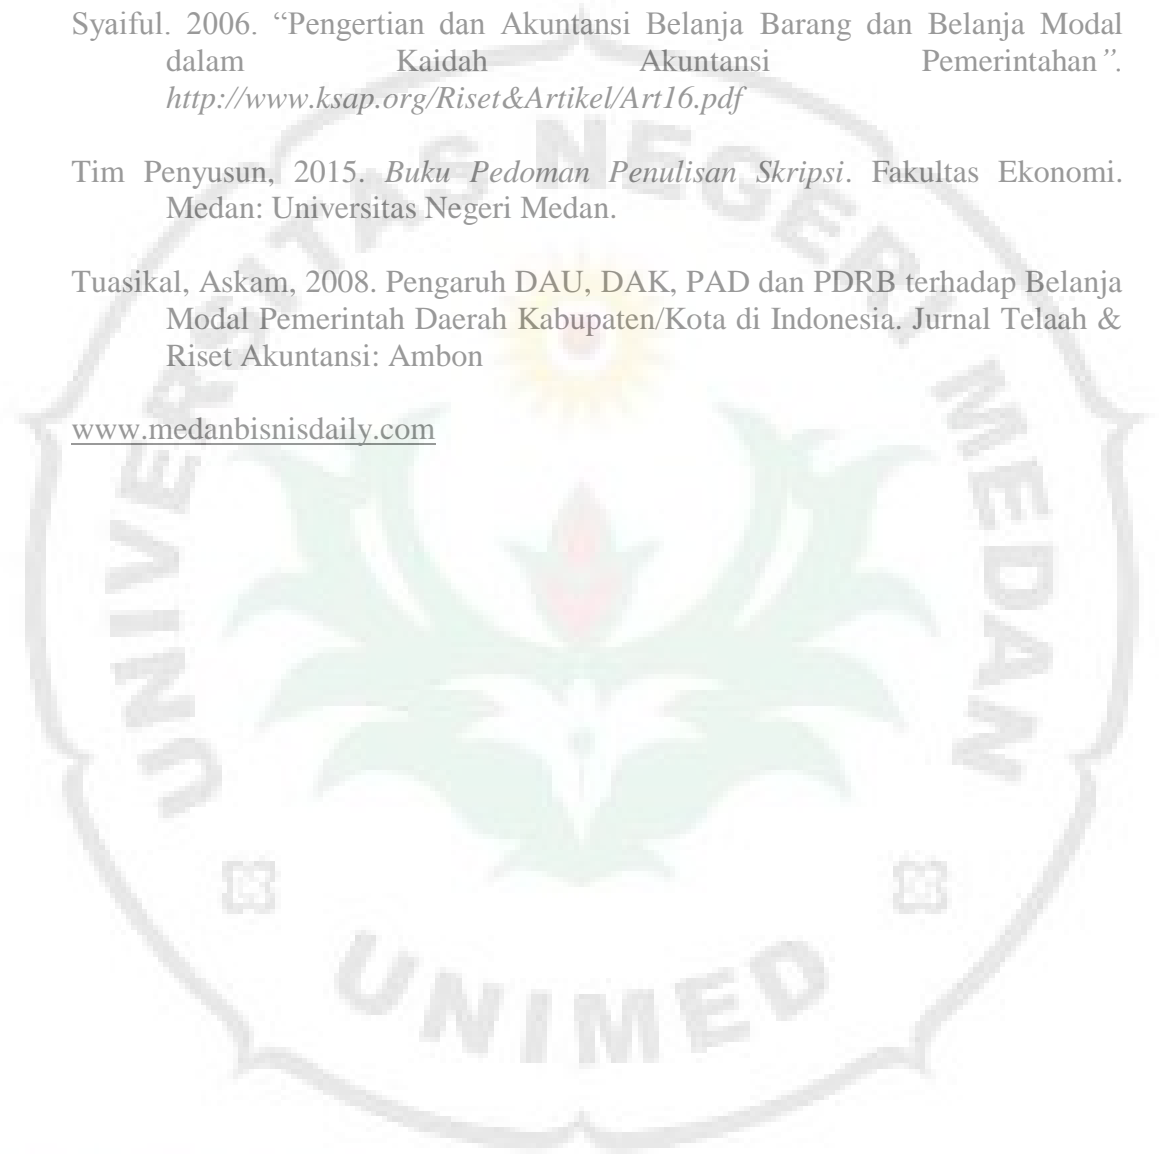 Syaiful. 2006. “Pengertian dan Akuntansi Belanja Barang dan Belanja Modal
dalam Kaidah Akuntansi Pemerintahan”.
http://www.ksap.org/Riset&Artikel/Art16.pdf
Tim Penyusun, 2015. Buku Pedoman Penulisan Skripsi. Fakultas Ekonomi.
Medan: Universitas Negeri Medan.
Tuasikal, Askam, 2008. Pengaruh DAU, DAK, PAD dan PDRB terhadap Belanja
Modal Pemerintah Daerah Kabupaten/Kota di Indonesia. Jurnal Telaah &
Riset Akuntansi: Ambon
www.medanbisnisdaily.com
UNIVERSITAS NEGERI MEDAN
UNIMED